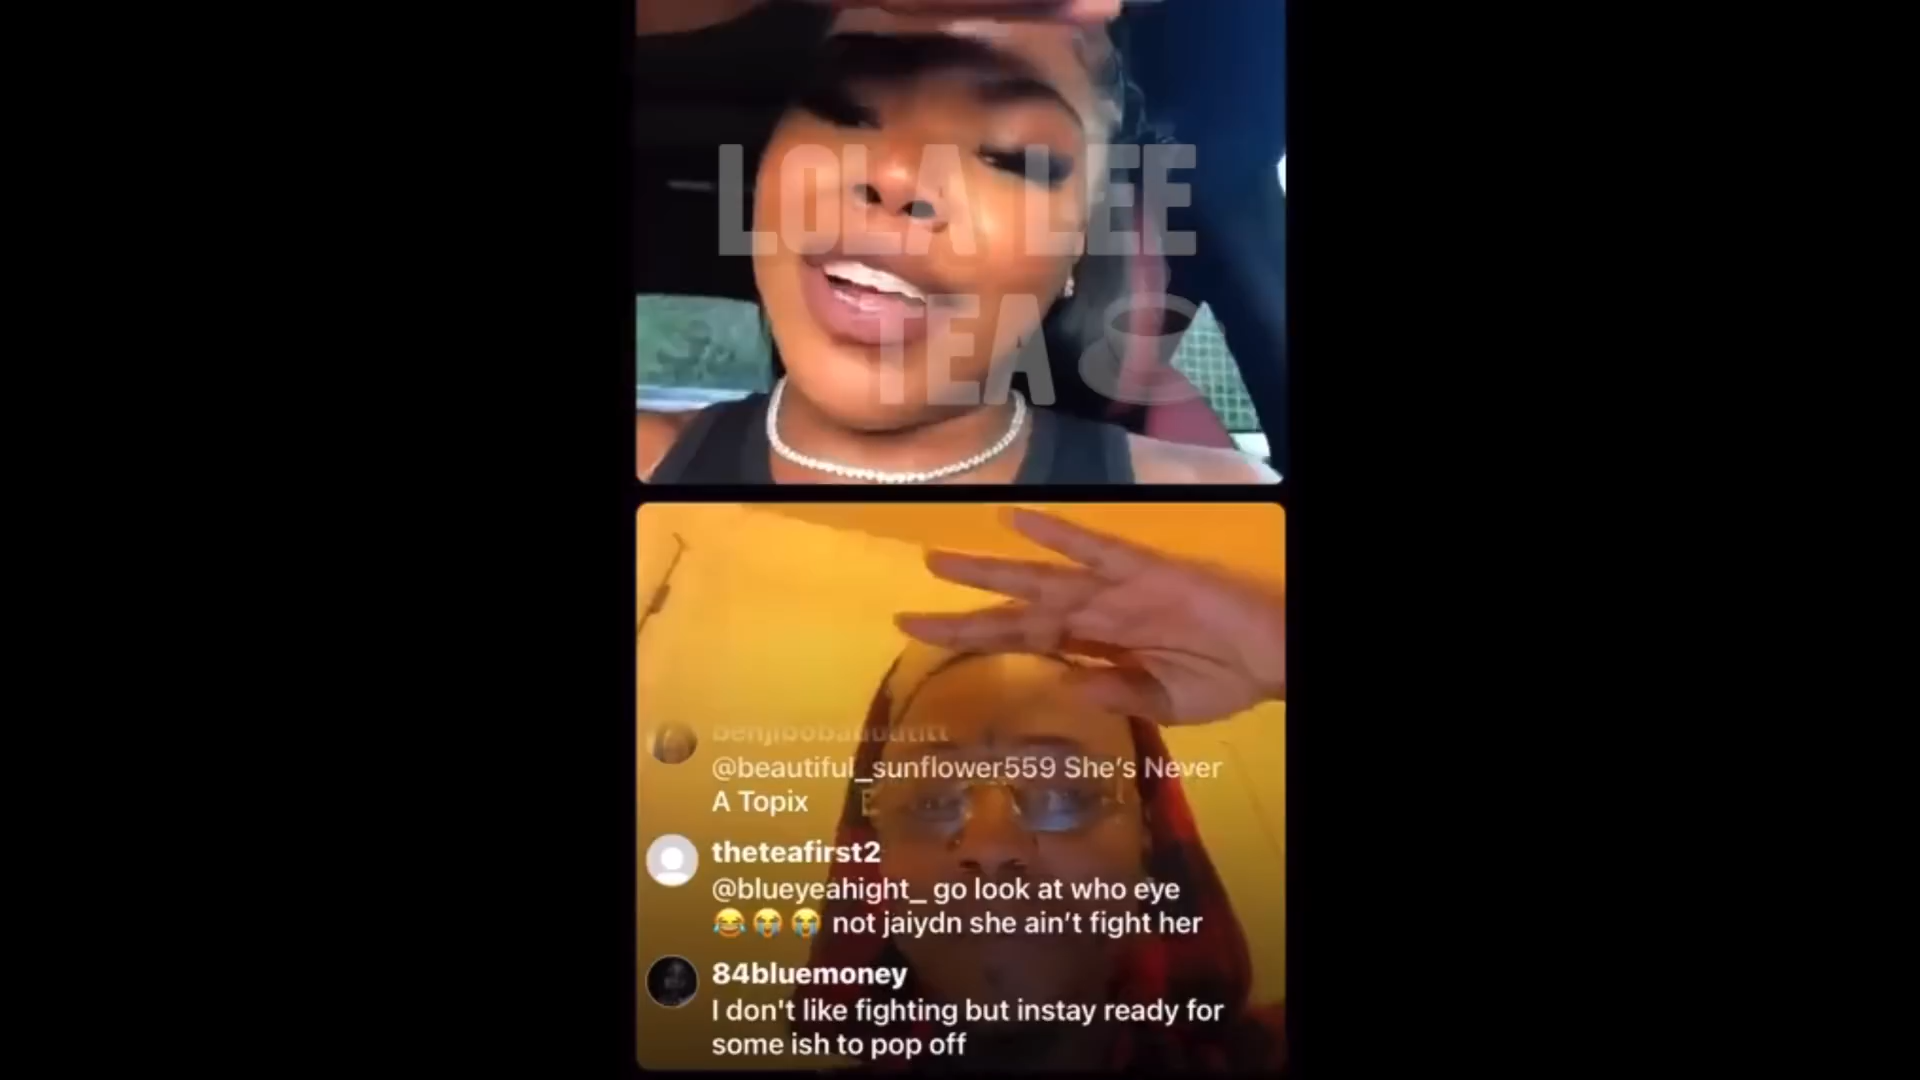 LOLA LEE
TEA
@beautiful_sunflower559 She's Never
A Topix
theteafirst2
@blueyeahight_ go look at who eye
😂😭😭 not jaiydn she ain't fight her
84bluemoney
I don't like fighting but instay ready for
some ish to pop off